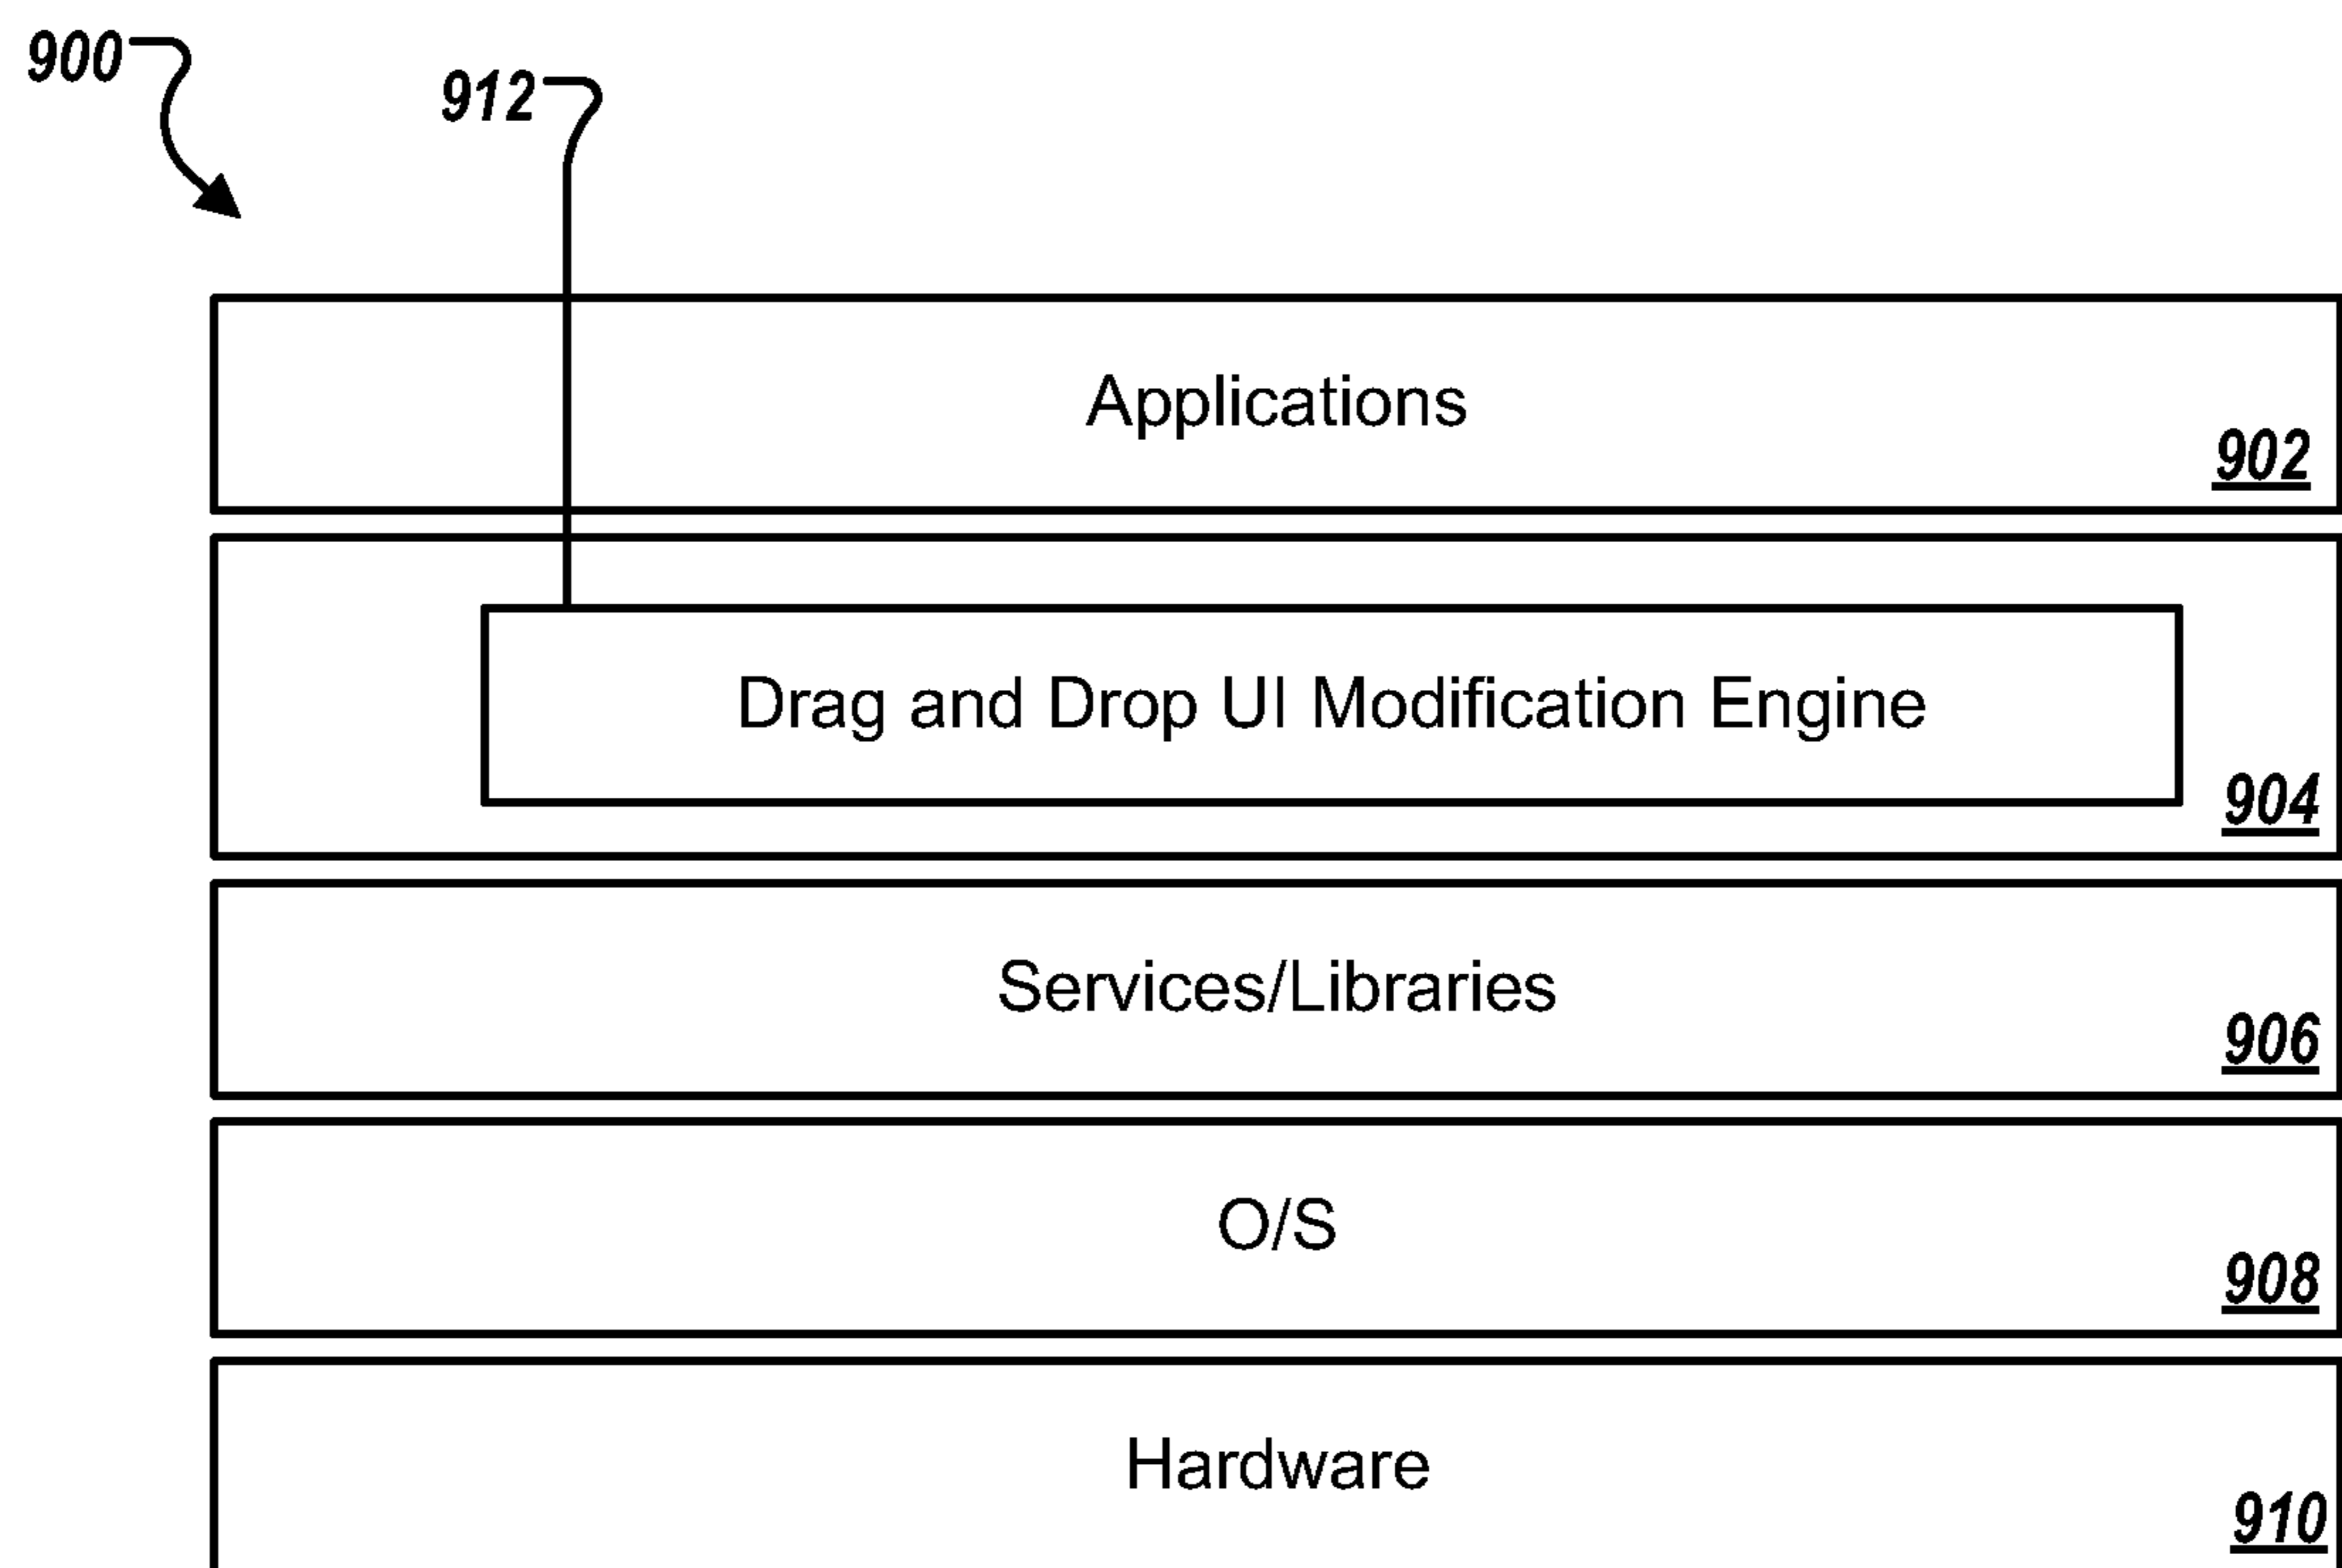 900
912
Applications
902
Drag and Drop UI Modification Engine
904
Services/Libraries
906
O/S
908
Hardware
910